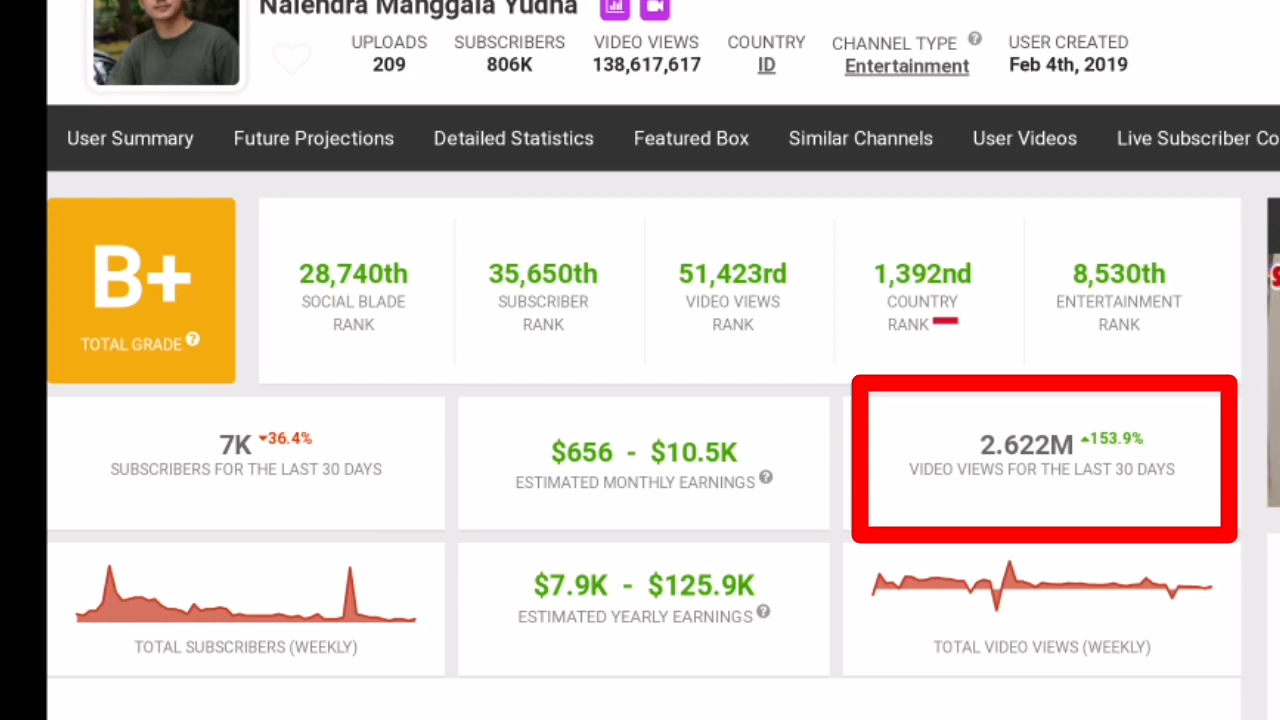 Nalendra Manggala Yudha
UPLOADS SUBSCRIBERS VIDEO VIEWS COUNTRY CHANNEL TYPE ? USER CREATED
209 806K 138,617,617 ID Entertainment Feb 4th, 2019
User Summary Future Projections Detailed Statistics Featured Box Similar Channels User Videos Live Subscriber Co
B+
TOTAL GRADE ?
28,740th
SOCIAL BLADE
RANK
35,650th
SUBSCRIBER
RANK
51,423rd
VIDEO VIEWS
RANK
1,392nd
COUNTRY
RANK
8,530th
ENTERTAINMENT
RANK
7K 36.4%
SUBSCRIBERS FOR THE LAST 30 DAYS
$656 - $10.5K
ESTIMATED MONTHLY EARNINGS ?
2.622M 153.9%
VIDEO VIEWS FOR THE LAST 30 DAYS
TOTAL SUBSCRIBERS (WEEKLY)
$7.9K - $125.9K
ESTIMATED YEARLY EARNINGS ?
TOTAL VIDEO VIEWS (WEEKLY)